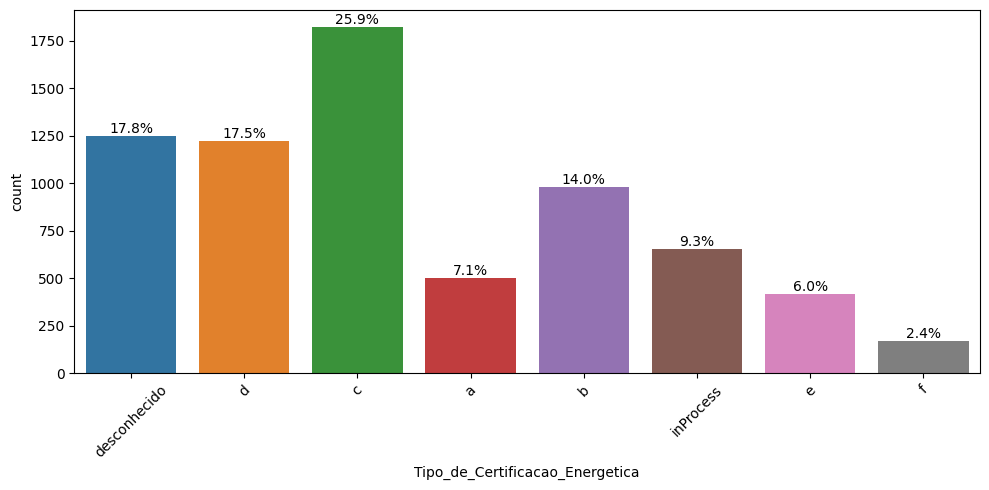 count
1750
1500
1250
1000
750
500
250
0
17.8%
17.5%
25.9%
7.1%
14.0%
9.3%
6.0%
2.4%
desconhecido
d
c
a
b
inProcess
e
f
Tipo_de_Certificacao_Energetica